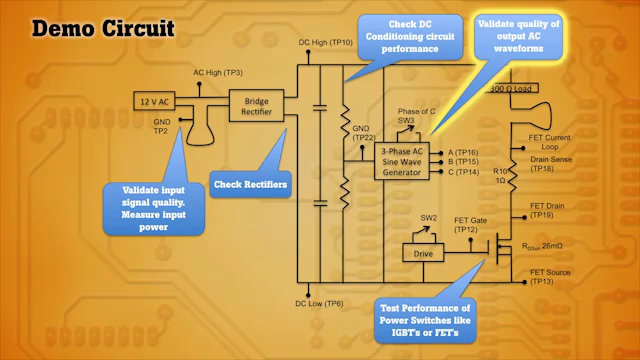 Demo Circuit
Check DC
Conditioning circuit
performance
Validate quality of
output AC
waveforms
DC High (TP10)
AC High (TP3)
12 V AC
Bridge
Rectifier
GND
TP2
300 Ω Load
Phase of C
SW3
GND
(TP22)
3-Phase AC
Sine Wave
Generator
A (TP16)
B (TP15)
C (TP14)
FET Current
Loop
Drain Sense
(TP18)
R10
1Ω
Check Rectifiers
Validate input
signal quality.
Measure input
power
FET Drain
(TP19)
SW2
FET Gate
(TP12)
Drive
26mΩ
FET Source
(TP13)
DC Low (TP6)
Test Performance of
Power Switches like
IGBT's or FET's